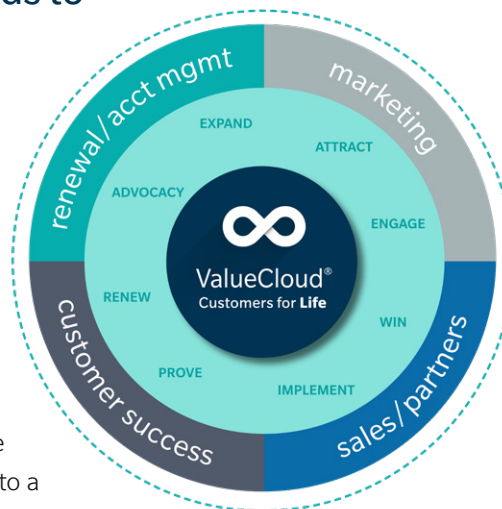 ds to
renewal/acct mgmt
marketing
EXPAND
ATTRACT
ADVOCACY
ENGAGE
ValueCloud®
Customers for Life
RENEW
WIN
PROVE
IMPLEMENT
customer success
sales/partners
e
to a